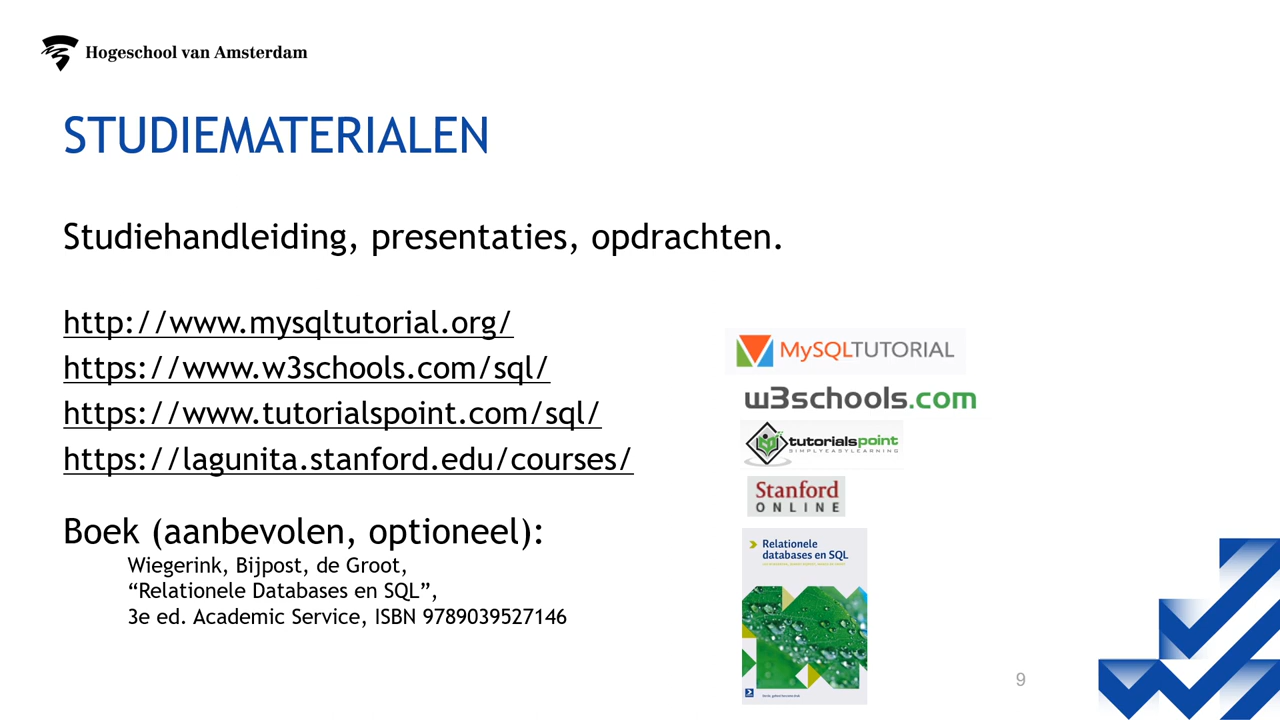 Hogeschool van Amsterdam
STUDIEMATERIALEN
Studiehandleiding, presentaties, opdrachten.
http://www.mysqltutorial.org/
https://www.w3schools.com/sql/
https://www.tutorialspoint.com/sql/
https://lagunita.stanford.edu/courses/
MySQLTUTORIAL
w3schools.com
tutorialspoint
SIMPLYEASYLEARNING
Stanford
ONLINE
Boek (aanbevolen, optioneel):
Wiegerink, Bijpost, de Groot,
“Relationele Databases en SQL”,
3e ed. Academic Service, ISBN 9789039527146
Relationele
databases en SQL
9